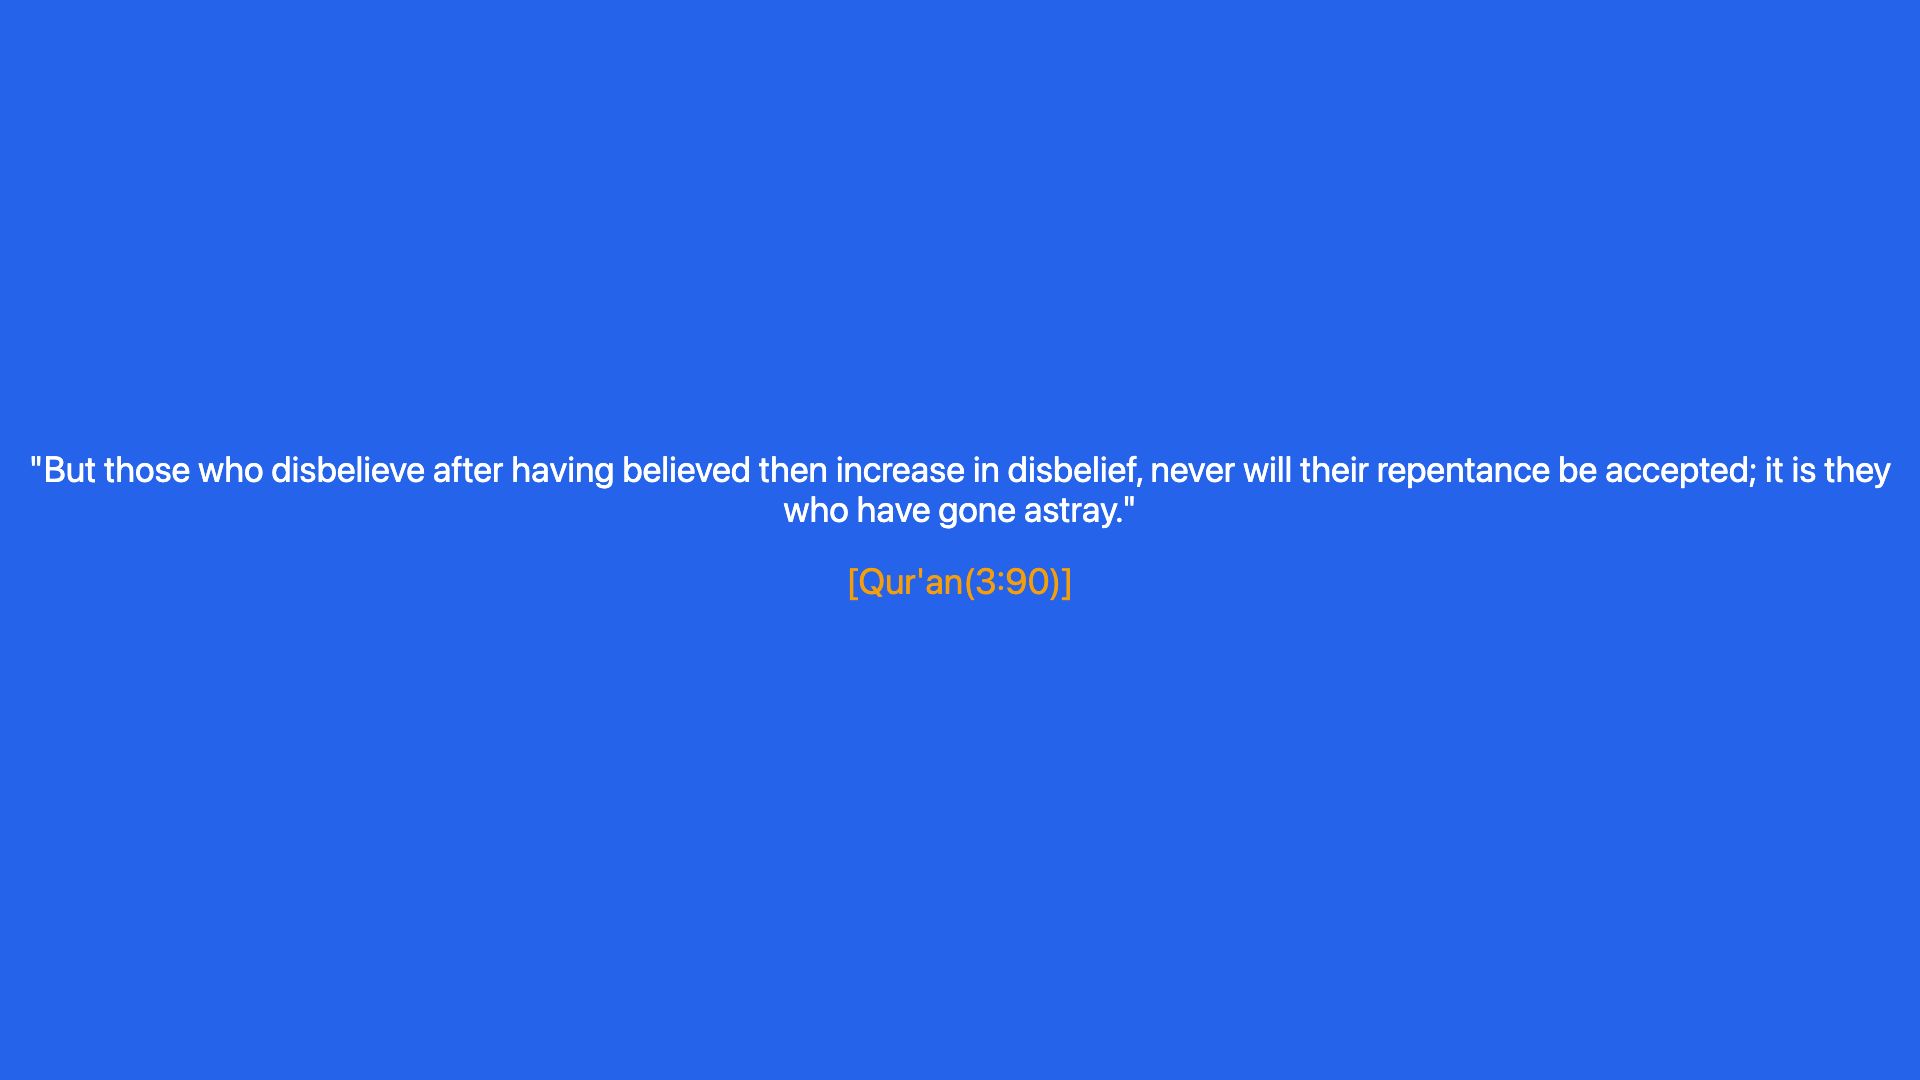 "But those who disbelieve after having believed then increase in disbelief, never will their repentance be accepted; it is they
who have gone astray."
[Qur'an(3:90)]